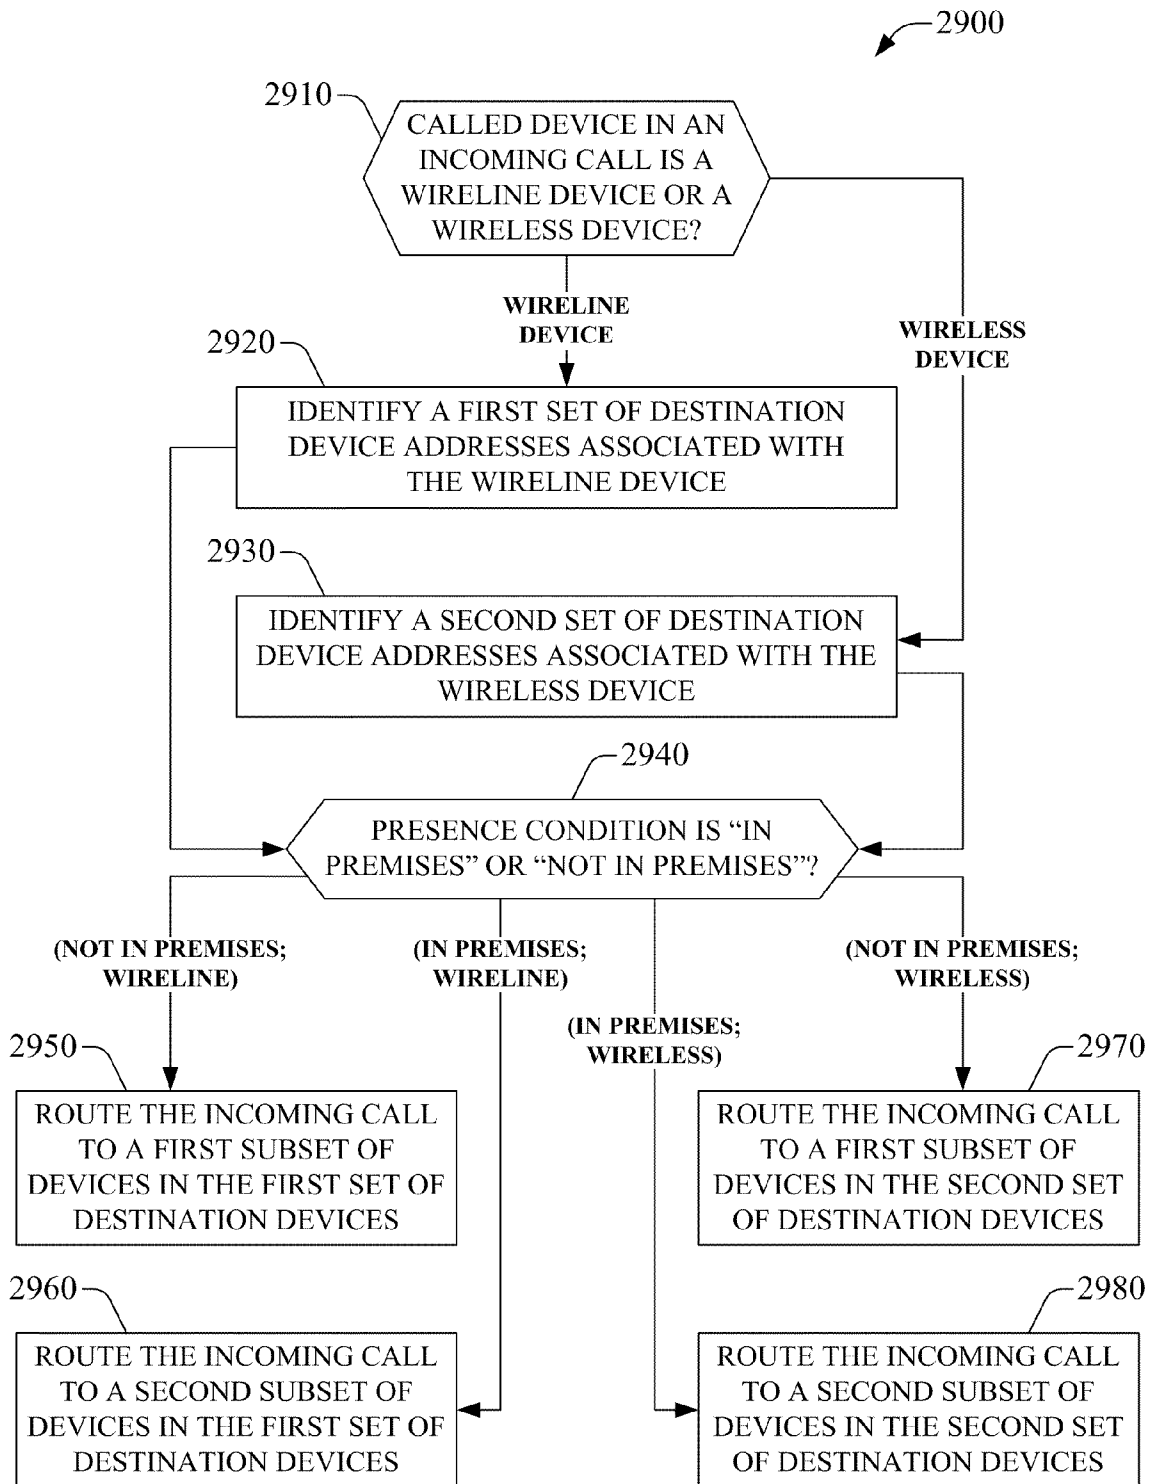 2900
2910
CALLED DEVICE IN AN
INCOMING CALL IS A
WIRELINE DEVICE OR A
WIRELESS DEVICE?
WIRELINE
DEVICE
WIRELESS
DEVICE
2920
IDENTIFY A FIRST SET OF DESTINATION
DEVICE ADDRESSES ASSOCIATED WITH
THE WIRELINE DEVICE
2930
IDENTIFY A SECOND SET OF DESTINATION
DEVICE ADDRESSES ASSOCIATED WITH THE
WIRELESS DEVICE
2940
PRESENCE CONDITION IS “IN
PREMISES” OR “NOT IN PREMISES”?
(NOT IN PREMISES;
WIRELINE)
(IN PREMISES;
WIRELINE)
(IN PREMISES;
WIRELESS)
(NOT IN PREMISES;
WIRELESS)
2950
ROUTE THE INCOMING CALL
TO A FIRST SUBSET OF
DEVICES IN THE FIRST SET OF
DESTINATION DEVICES
2970
ROUTE THE INCOMING CALL
TO A FIRST SUBSET OF
DEVICES IN THE SECOND SET
OF DESTINATION DEVICES
2960
ROUTE THE INCOMING CALL
TO A SECOND SUBSET OF
DEVICES IN THE FIRST SET OF
DESTINATION DEVICES
2980
ROUTE THE INCOMING CALL
TO A SECOND SUBSET OF
DEVICES IN THE SECOND SET
OF DESTINATION DEVICES